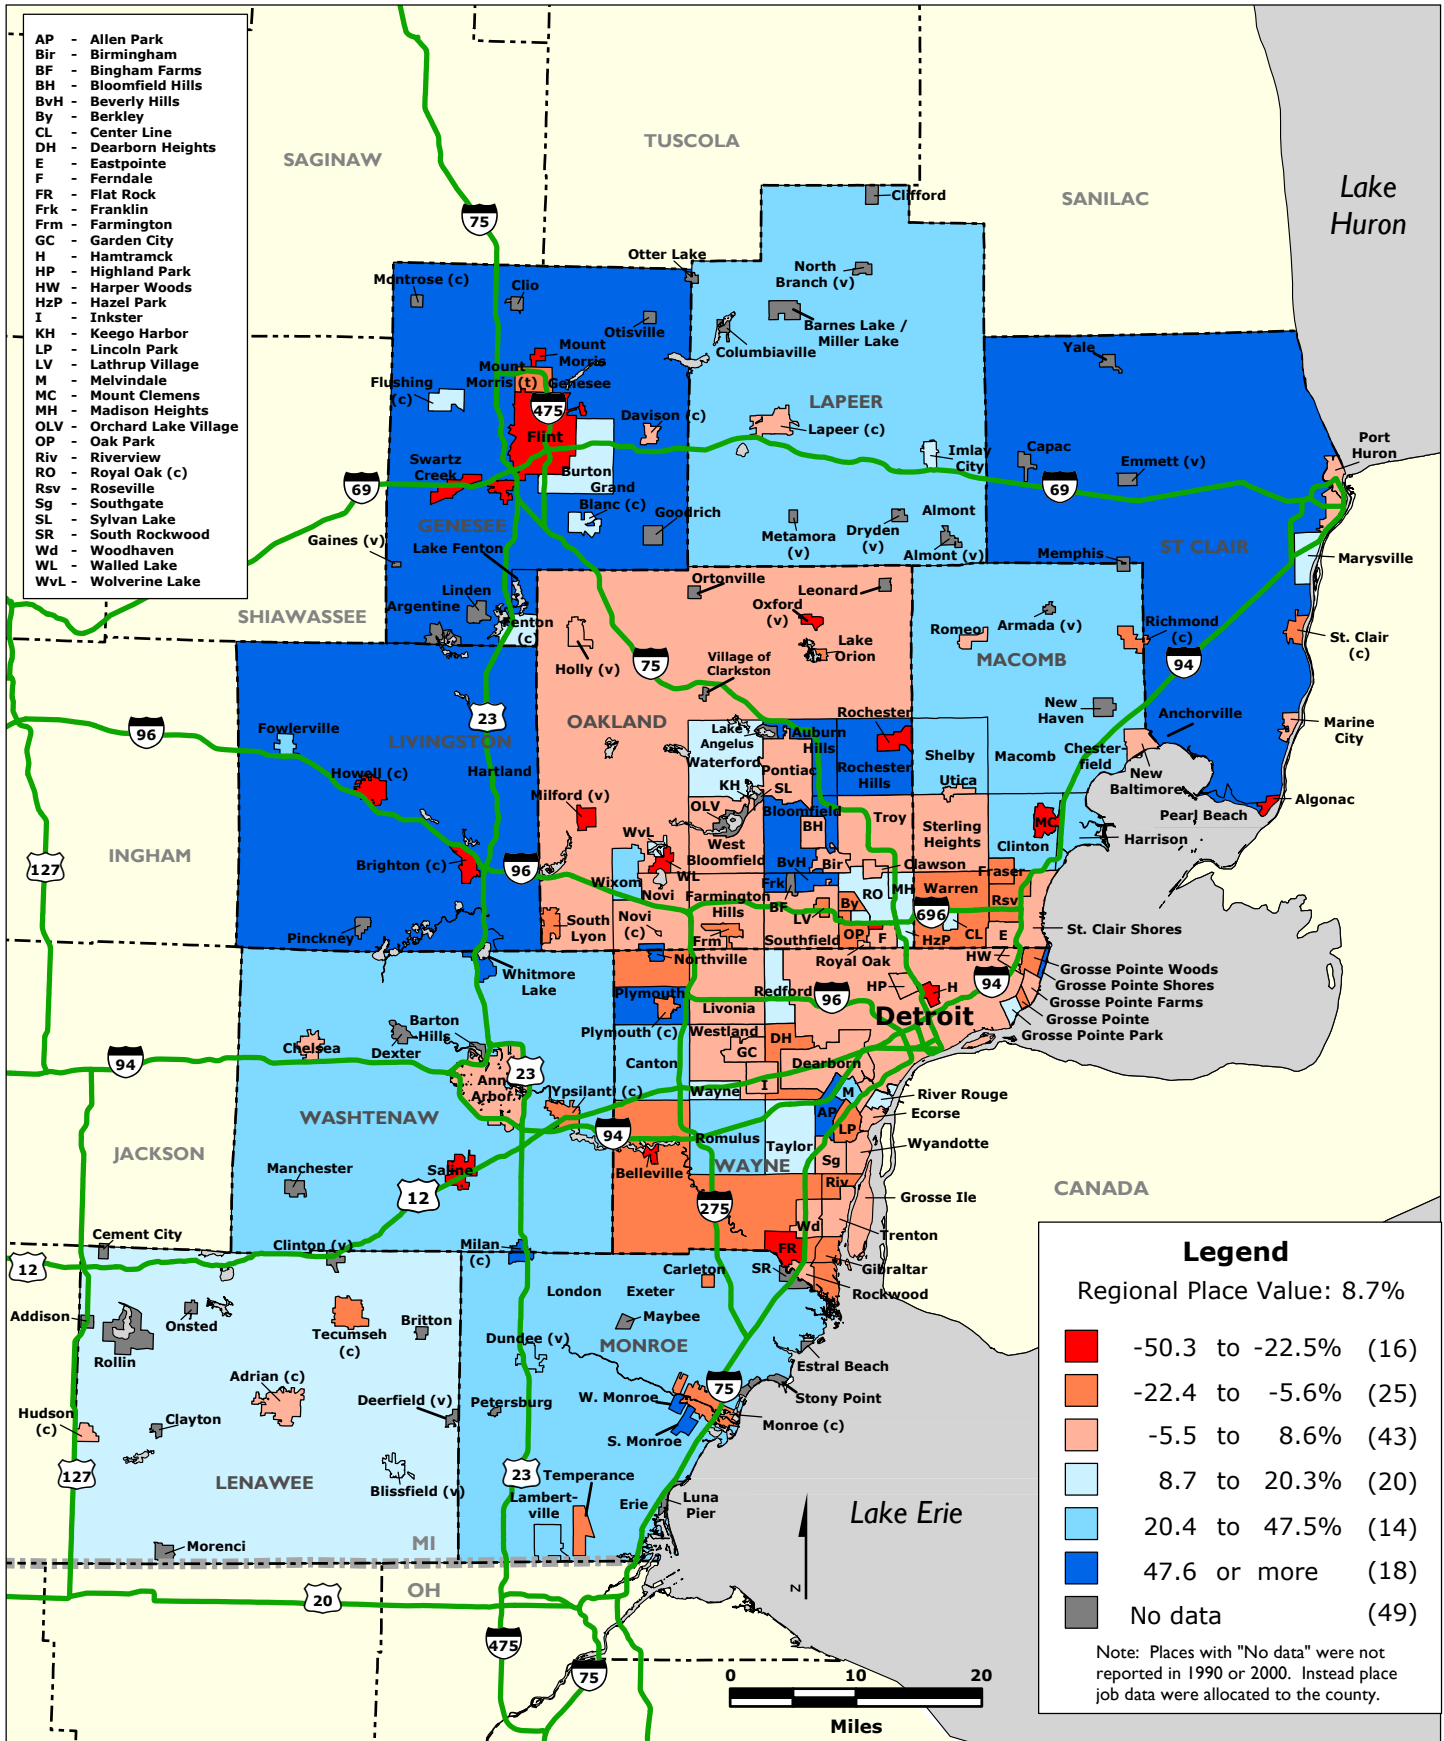 AP - Allen Park
Bir - Birmingham
BF - Bingham Farms
BH - Bloomfield Hills
BvH - Beverly Hills
By - Berkley
CL - Center Line
DH - Dearborn Heights
E - Eastpointe
F - Ferndale
FR - Flat Rock
Frk - Franklin
Frm - Farmington
GC - Garden City
H - Hamtramck
HP - Highland Park
HW - Harper Woods
HzP - Hazel Park
I - Inkster
KH - Keego Harbor
LP - Lincoln Park
LV - Lathrup Village
M - Melvindale
MC - Mount Clemens
MH - Madison Heights
OLV - Orchard Lake Village
OP - Oak Park
Riv - Riverview
RO - Royal Oak (c)
Rsv - Roseville
Sg - Southgate
SL - Sylvan Lake
SR - South Rockwood
Wd - Woodhaven
WL - Walled Lake
WvL - Wolverine Lake
SAGINAW
TUSCOLA
SANILAC
Lake
Huron
75
Clifford
Otter Lake
North
Branch (v)
Montrose (c)
Clio
Otisville
Barnes Lake /
Miller Lake
Columbiaville
Mount
Morris
Mount
Morris (t)
Genesee
Yale
Flushing
(c)
475
Davison (c)
LAPEER
Lapeer (c)
Flint
Imlay
City
Capac
Emmett (v)
Port
Huron
Swartz
Creek
Burton
69
69
Grand
Blanc (c)
Goodrich
GENESEE
Metamora
(v)
Dryden
(v)
Almont
Almont (v)
ST CLAIR
Gaines (v)
Lake Fenton
Memphis
Marysville
Linden
Argentine
Fenton
(c)
Ortonville
Leonard
Oxford
(v)
SHIAWASSEE
Holly (v)
Lake
Orion
Romeo
Armada (v)
Richmond
(c)
St. Clair
(c)
75
Village of
Clarkston
MACOMB
94
96
Fowlerville
23
LIVINGSTON
OAKLAND
Rochester
New
Haven
Anchorville
Marine
City
Lake
Angelus
Auburn
Hills
Hartland
Waterford
Pontiac
Rochester
Hills
Shelby
Macomb
Chester-
field
Howell (c)
Utica
New
Baltimore
Milford (v)
KH
SL
OLV
Bloomfield
BH
Troy
Sterling
Heights
MC
Clinton
Pearl Beach
Algonac
Harrison
INGHAM
127
Brighton (c)
96
WvL
West
Bloomfield
WL
BvH
Bir
Clawson
Fraser
Wixom
Novi
Farmington
Hills
Frk
BF
RO
MH
Warren
Rsv
696
Pinckney
South
Lyon
Novi
(c)
Frm
LV
By
Southfield
OP
F
HzP
CL
E
St. Clair Shores
Northville
Royal Oak
HW
Whitmore
Lake
Grosse Pointe Woods
Grosse Pointe Shores
Grosse Pointe Farms
Grosse Pointe
Grosse Pointe Park
Plymouth
Redford
96
HP
H
94
Livonia
Detroit
Plymouth (c)
Westland
Barton
Hills
Dexter
Chelsea
94
DH
GC
Canton
Dearborn
Ann
Arbor
23
Ypsilanti (c)
Wayne
I
M
River Rouge
AP
Ecorse
WASHTENAW
94
LP
Romulus
Taylor
Wyandotte
JACKSON
Manchester
Saline
Belleville
WAYNE
Sg
CANADA
12
275
Riv
Grosse Ile
Wd
Trenton
Cement City
Clinton (v)
Milan
(c)
FR
12
Carleton
SR
Gibraltar
Rockwood
London
Exeter
Addison
Onsted
Tecumseh
(c)
Britton
Maybee
Rollin
Dundee (v)
MONROE
Estral Beach
Adrian (c)
75
Stony Point
Deerfield (v)
Petersburg
W. Monroe
Hudson
(c)
Clayton
Monroe (c)
S. Monroe
127
LENAWEE
Blissfield (v)
23
Temperance
Lambert-
ville
Erie
Luna
Pier
Lake Erie
Morenci
MI
OH
N
20
475
75
0 10 20
Miles
Legend
Regional Place Value: 8.7%
-50.3 to -22.5% (16)
-22.4 to -5.6% (25)
-5.5 to 8.6% (43)
8.7 to 20.3% (20)
20.4 to 47.5% (14)
47.6 or more (18)
No data (49)
Note: Places with "No data" were not
reported in 1990 or 2000. Instead place
job data were allocated to the county.